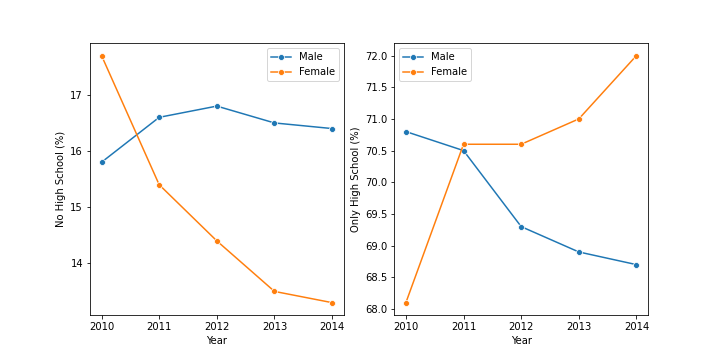 No High School (%)
17
16
15
14
Male
Female
2010 2011 2012 2013 2014
Year
Only High School (%)
72.0
71.5
71.0
70.5
70.0
69.5
69.0
68.5
68.0
Male
Female
2010 2011 2012 2013 2014
Year